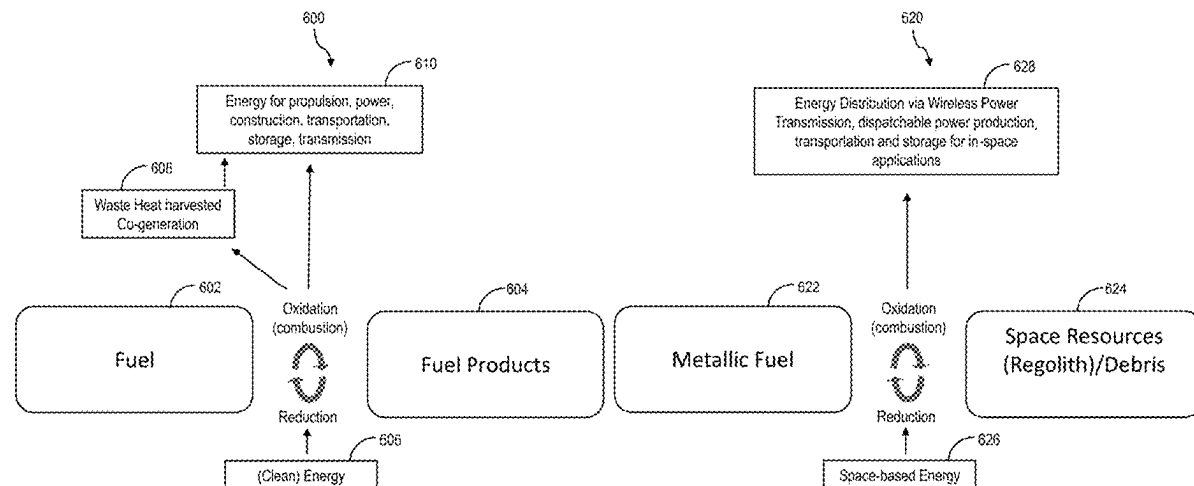 600
610
Energy for propulsion, power,
construction, transportation,
storage, transmission
608
Waste Heat harvested
Co-generation
602
Fuel
Oxidation
(combustion)
Reduction
604
Fuel Products
606
(Clean) Energy
620
628
Energy Distribution via Wireless Power
Transmission, dispatchable power production,
transportation and storage for in-space
applications
622
Metallic Fuel
Oxidation
(combustion)
Reduction
624
Space Resources
(Regolith)/Debris
626
Space-based Energy